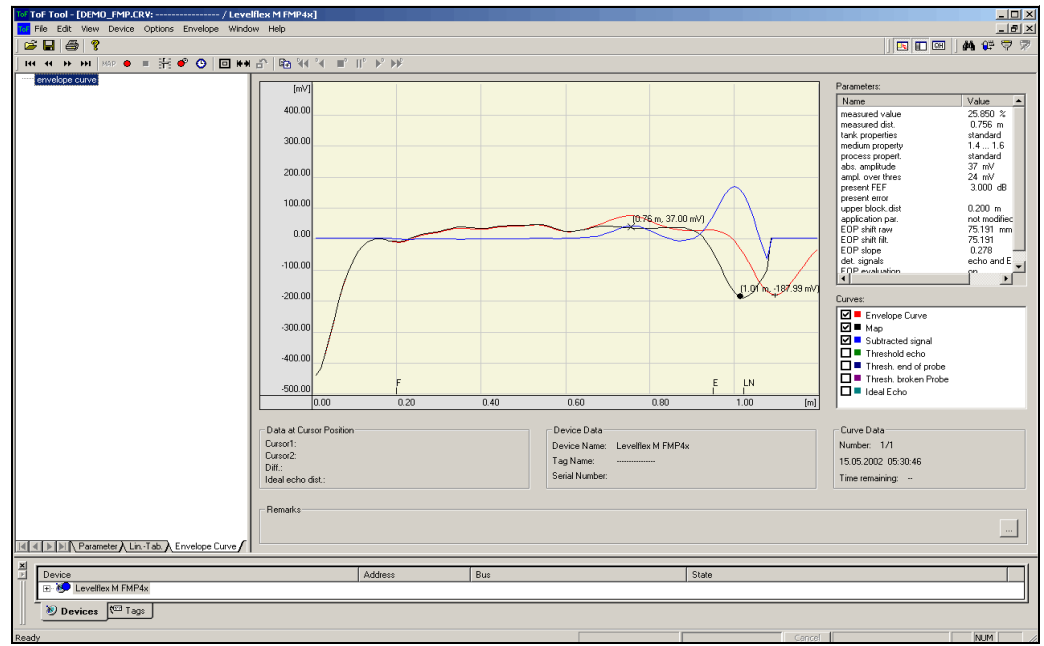 ToF Tool - [DEMO_FMP.CRV: ---------------- / Levelflex M FMP4x]
File Edit View Device Options Envelope Window Help
MAP
envelope curve
[mV]
400.00
300.00
200.00
100.00
0.00
-100.00
-200.00
-300.00
-400.00
-500.00
(0.76 m, 37.00 mV)
(1.01 m, -187.99 mV)
F E LN
0.00 0.20 0.40 0.60 0.80 1.00 [m]
Parameters:
Name Value
measured value 25.850 %
measured dist. 0.756 m
tank properties standard
medium property 1.4 ... 1.6
process propert. standard
abs. amplitude 37 mV
ampl. over thres 24 mV
present FEF 3.000 dB
present error
upper block. dist 0.200 m
application par. not modified
EOP shift raw 75.191 mm
EOP shift filt. 75.191
EOP slope 0.278
det. signals echo and E
EOP evaluation on
Curves:
Envelope Curve
Map
Subtracted signal
Threshold echo
Thresh. end of probe
Thresh. broken Probe
Ideal Echo
Data at Cursor Position
Cursor1:
Cursor2:
Diff.:
Ideal echo dist.:
Device Data
Device Name: Levelflex M FMP4x
Tag Name: ----------------
Serial Number:
Curve Data
Number: 1/1
15.05.2002 05:30:46
Time remaining: --
Remarks
...
Parameter Lin.-Tab. Envelope Curve
Device Address Bus State
Levelflex M FMP4x
Devices Tags
Ready Cancel NUM